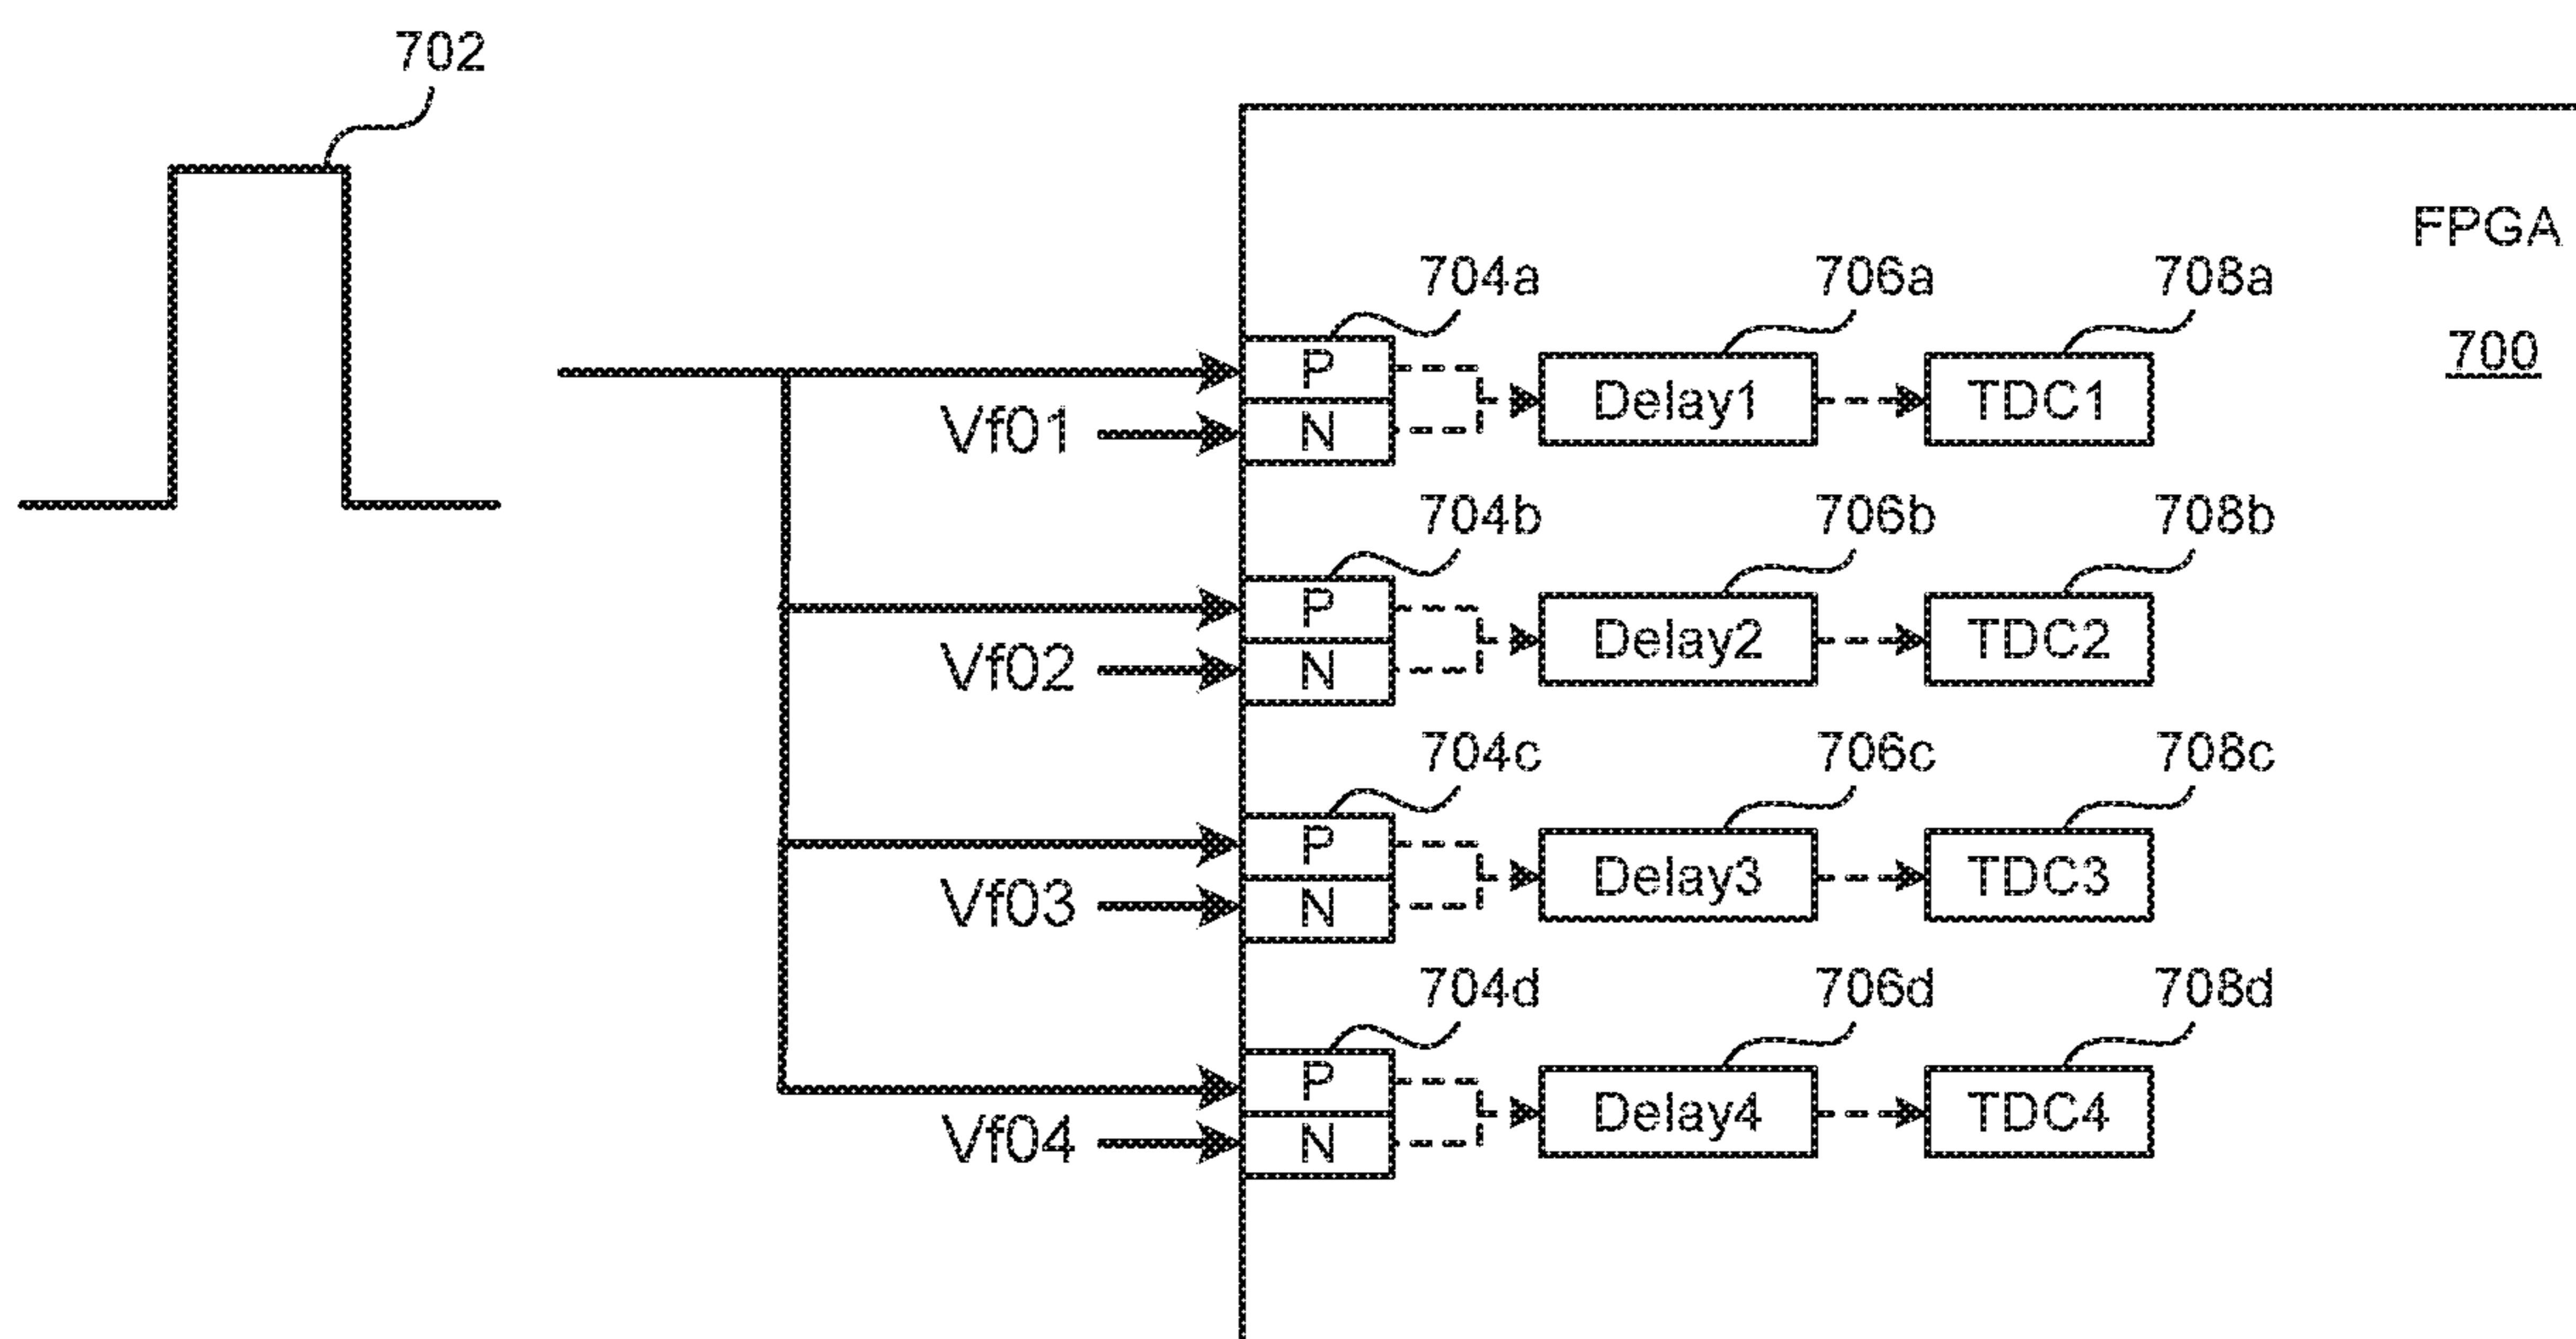 702
FPGA
700
704a 706a 708a
P
Vf01 N Delay1 TDC1
704b 706b 708b
P
Vf02 N Delay2 TDC2
704c 706c 708c
P
Vf03 N Delay3 TDC3
704d 706d 708d
P
Vf04 N Delay4 TDC4